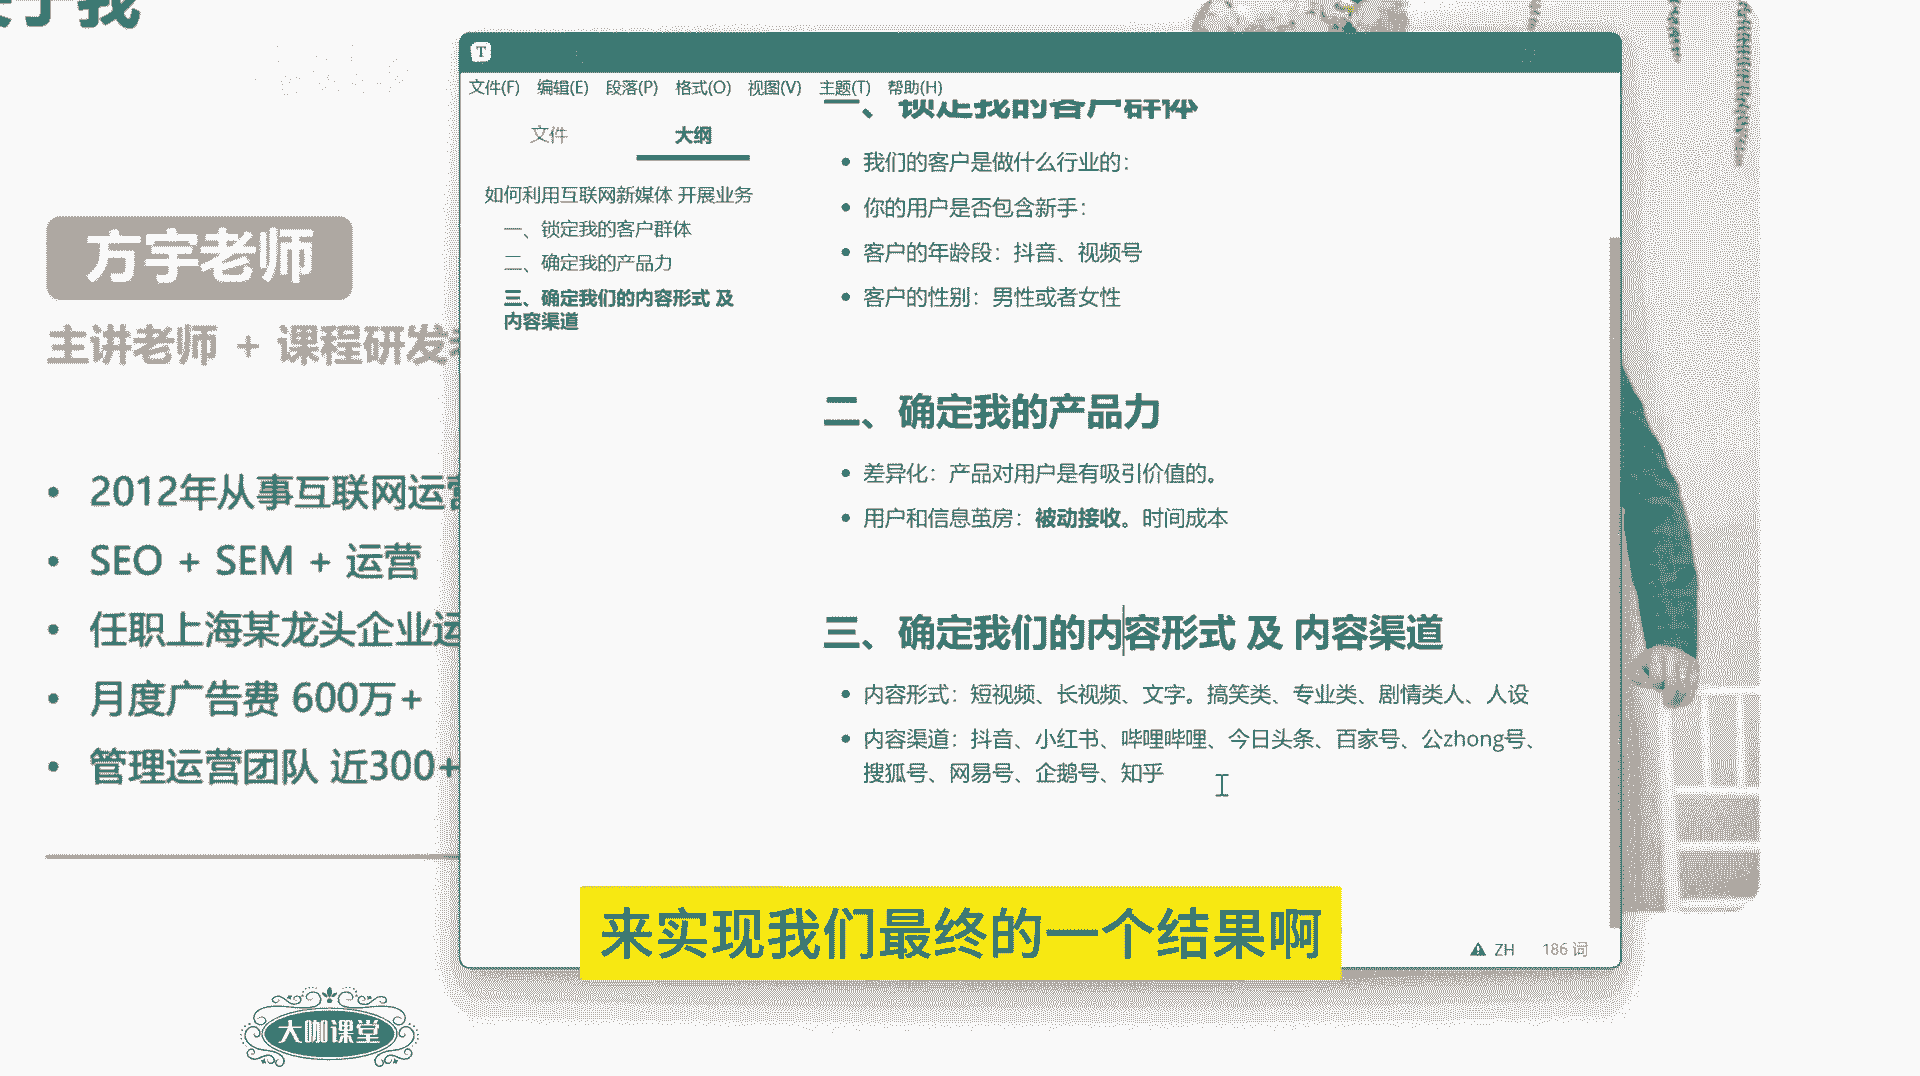 于我
方宇老师
主讲老师 + 课程研发
2012年从事互联网运营
SEO + SEM + 运营
任职上海某龙头企业运
月度广告费 600万+
管理运营团队 近300+
大咖课堂
T
文件(F) 编辑(E) 段落(P) 格式(O) 视图(V) 主题(T) 帮助(H)
文件 大纲
如何利用互联网新媒体 开展业务
一、锁定我的客户群体
二、确定我的产品力
三、确定我们的内容形式 及
内容渠道
一、锁定我的客户群体
我们的客户是做什么行业的：
你的用户是否包含新手：
客户的年龄段：抖音、视频号
客户的性别：男性或者女性
二、确定我的产品力
差异化：产品对用户是有吸引价值的。
用户和信息茧房：被动接收。时间成本
三、确定我们的内容形式 及 内容渠道
内容形式：短视频、长视频、文字。搞笑类、专业类、剧情类人、人设
内容渠道：抖音、小红书、哔哩哔哩、今日头条、百家号、公zhong号、
搜狐号、网易号、企鹅号、知乎
ZH 186 词
来实现我们最终的一个结果啊